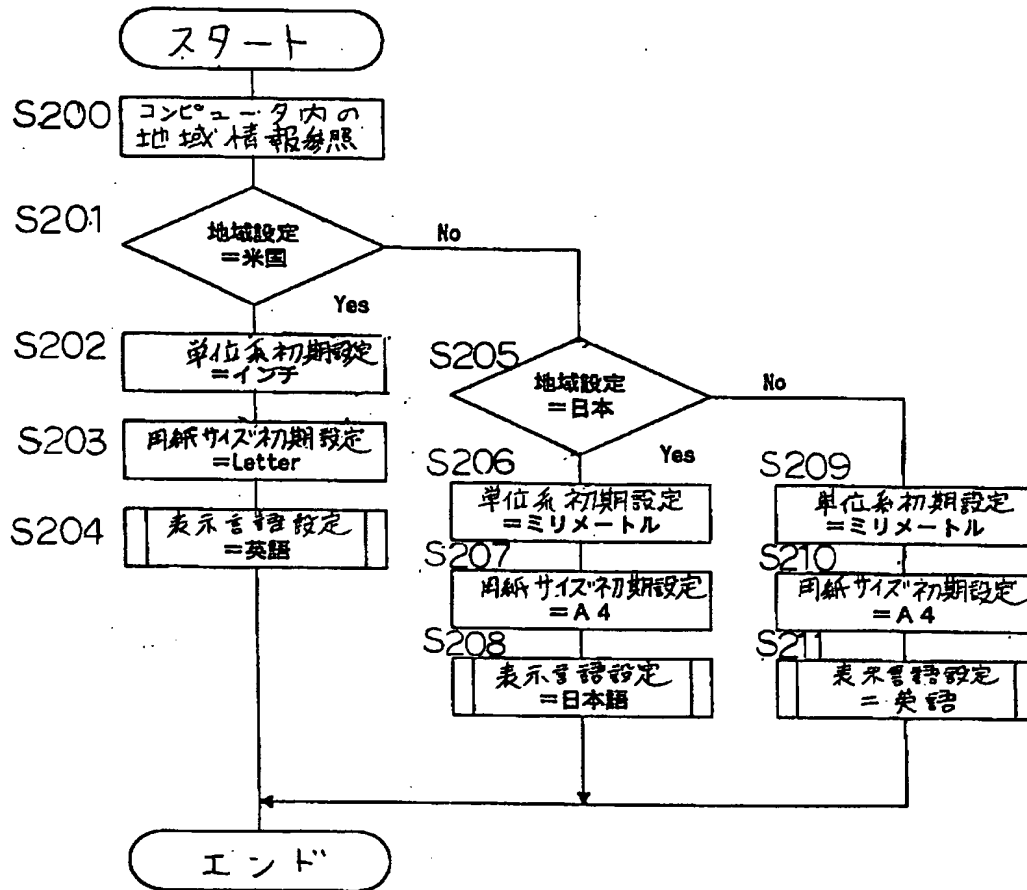 スタート
S200
コンピュータ内の
地域情報参照
S201
地域設定
=米国
No
Yes
S202
単位系初期設定
=インチ
S203
用紙サイズ初期設定
=Letter
S204
表示言語設定
=英語
S205
地域設定
=日本
No
Yes
S206
単位系初期設定
=ミリメートル
S207
用紙サイズ初期設定
=A4
S208
表示言語設定
=日本語
S209
単位系初期設定
=ミリメートル
S210
用紙サイズ初期設定
=A4
S211
表示言語設定
=英語
エンド